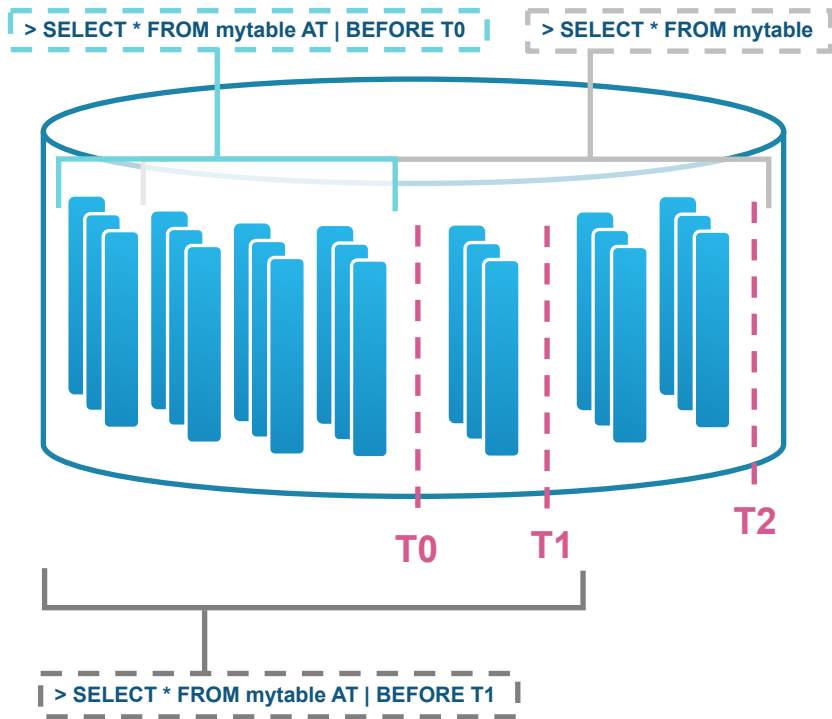 > SELECT * FROM mytable AT | BEFORE T0
> SELECT * FROM mytable
T0
T1
T2
> SELECT * FROM mytable AT | BEFORE T1